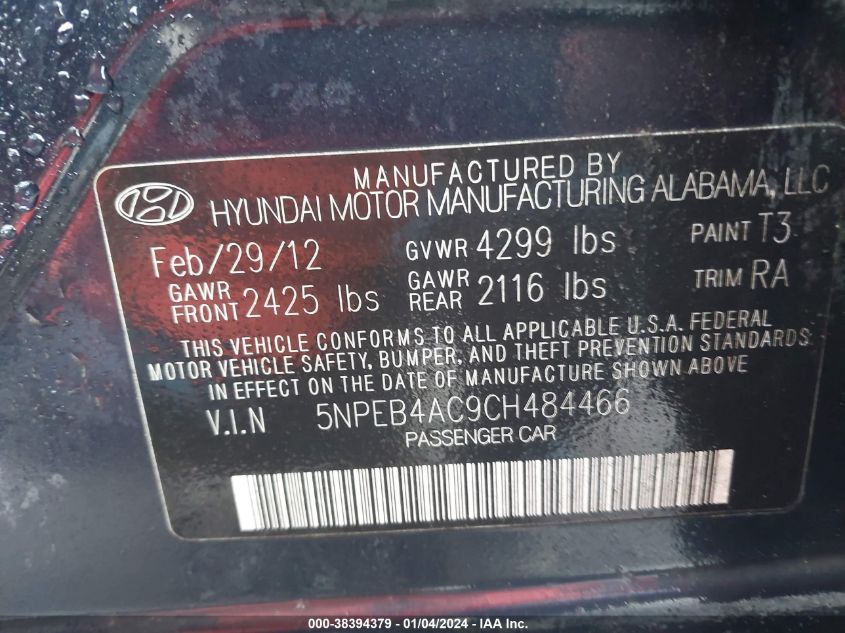 MANUFACTURED BY
HYUNDAI MOTOR MANUFACTURING ALABAMA, LLC
Feb/29/12 GVWR 4299 lbs PAINT T3
GAWR FRONT 2425 lbs GAWR REAR 2116 lbs TRIM RA
THIS VEHICLE CONFORMS TO ALL APPLICABLE U.S.A. FEDERAL
MOTOR VEHICLE SAFETY, BUMPER, AND THEFT PREVENTION STANDARDS
IN EFFECT ON THE DATE OF MANUFACTURE SHOWN ABOVE
V.I.N 5NPEB4AC9CH484466
PASSENGER CAR
000-38394379 - 01/04/2024 - © IAA Inc.